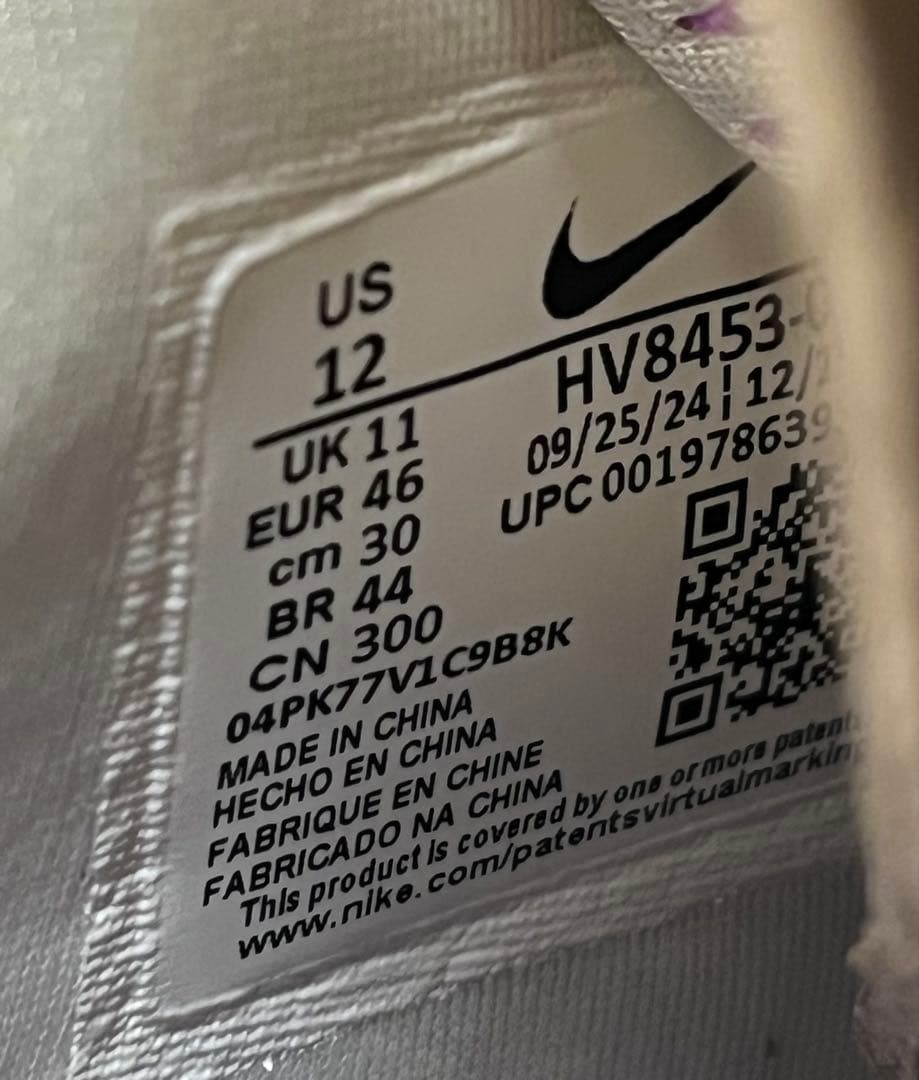 US
12
UK 11
EUR 46
cm 30
BR 44
CN 300
04PK77V1C9B8K
HV8453-
09/25/24 | 12/
UPC 001978639
MADE IN CHINA
HECHO EN CHINA
FABRIQUE EN CHINE
FABRICADO NA CHINA
This product is covered by one or more patent
www.nike.com/patentsvirtualmarkin